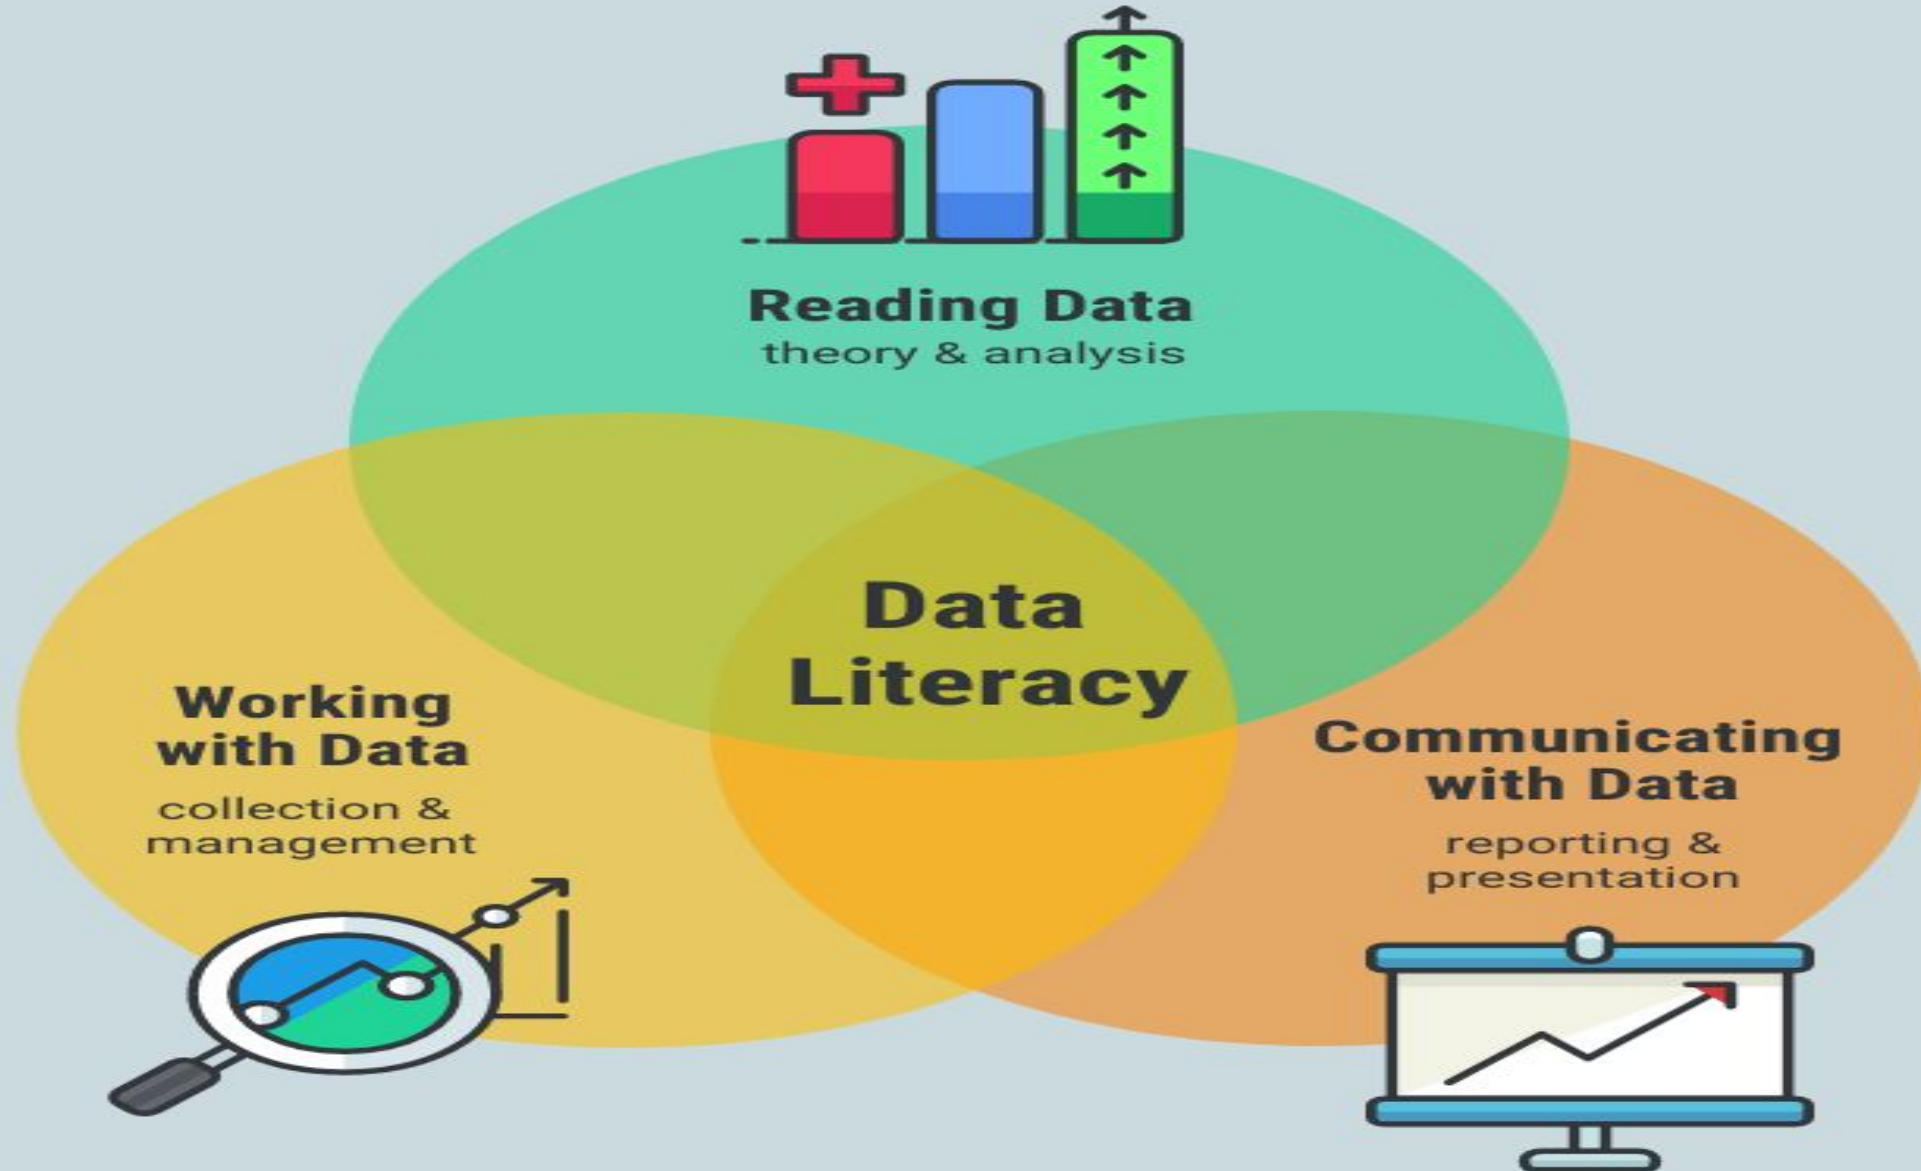 Reading Data
theory & analysis
Data
Literacy
Working
with Data
collection &
management
Communicating
with Data
reporting &
presentation